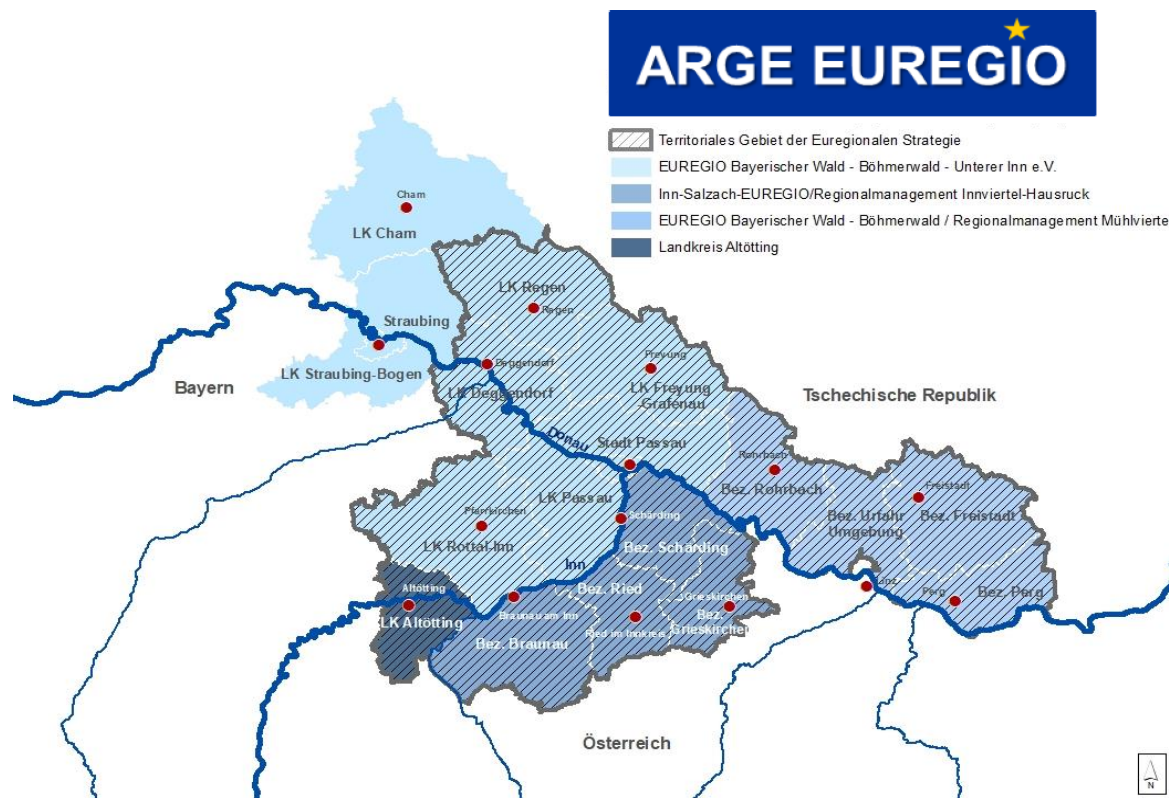 ARGE EUREGIO
Territoriales Gebiet der Euregionalen Strategie
EUREGIO Bayerischer Wald - Böhmerwald - Unterer Inn e.V.
Inn-Salzach-EUREGIO/Regionalmanagement Innviertel-Hausruck
EUREGIO Bayerischer Wald - Böhmerwald / Regionalmanagement Mühlvierte
Landkreis Altötting
Cham
LK Cham
LK Regen
Regen
Straubing
LK Straubing-Bogen
Bayern
Deggendorf
LK Deggendorf
Freyung
LK Freyung
-Grafenau
Tschechische Republik
Donau
Stadt Passau
Rohrbach
Bez. Rohrbach
Freistadt
Bez. Freistadt
Bez. Urfahr
Umgebung
LK Passau
Pfarrkirchen
LK Rottal-Inn
Schärding
Bez. Schärding
Inn
Altötting
LK Altötting
Braunau am Inn
Bez. Braunau
Bez. Ried
Ried im Innkreis
Grieskirchen
Bez.
Grieskirchen
Linz
Perg
Bez. Perg
Österreich
N